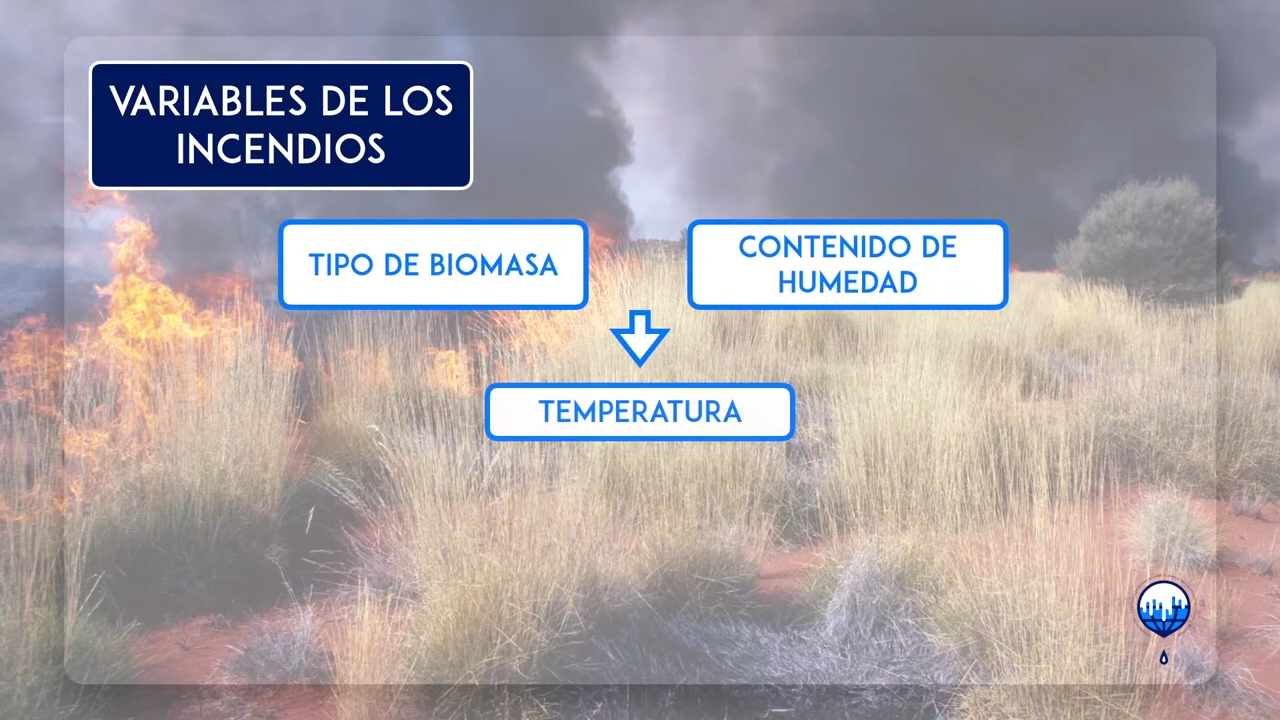 VARIABLES DE LOS
INCENDIOS
TIPO DE BIOMASA
CONTENIDO DE
HUMEDAD
TEMPERATURA